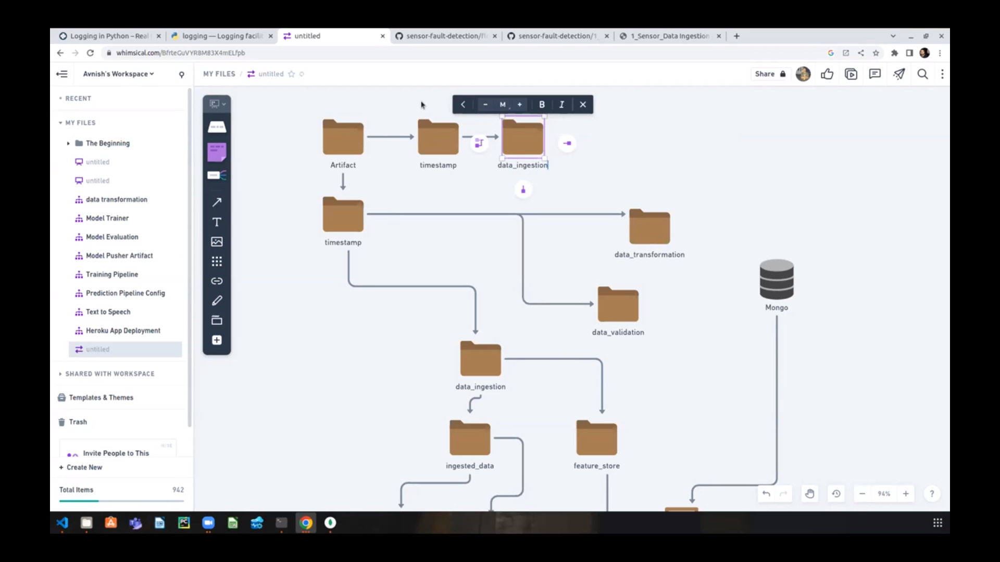 Logging in Python – Real
logging — Logging facilit
untitled
sensor-fault-detection/fl
sensor-fault-detection/1_
1_Sensor_Data Ingestion
whimsical.com/BfrteGuVYR8M83X4mELfpb
Avnish's Workspace
MY FILES / untitled
Share
RECENT
MY FILES
The Beginning
untitled
untitled
data transformation
Model Trainer
Model Evaluation
Model Pusher Artifact
Training Pipeline
Prediction Pipeline Config
Text to Speech
Heroku App Deployment
untitled
SHARED WITH WORKSPACE
Templates & Themes
Trash
HIDE
Invite People to This
+ Create New
Total Items 942
− M + B I
Artifact
timestamp
data_ingestion
timestamp
data_transformation
Mongo
data_validation
data_ingestion
ingested_data
feature_store
94%
?